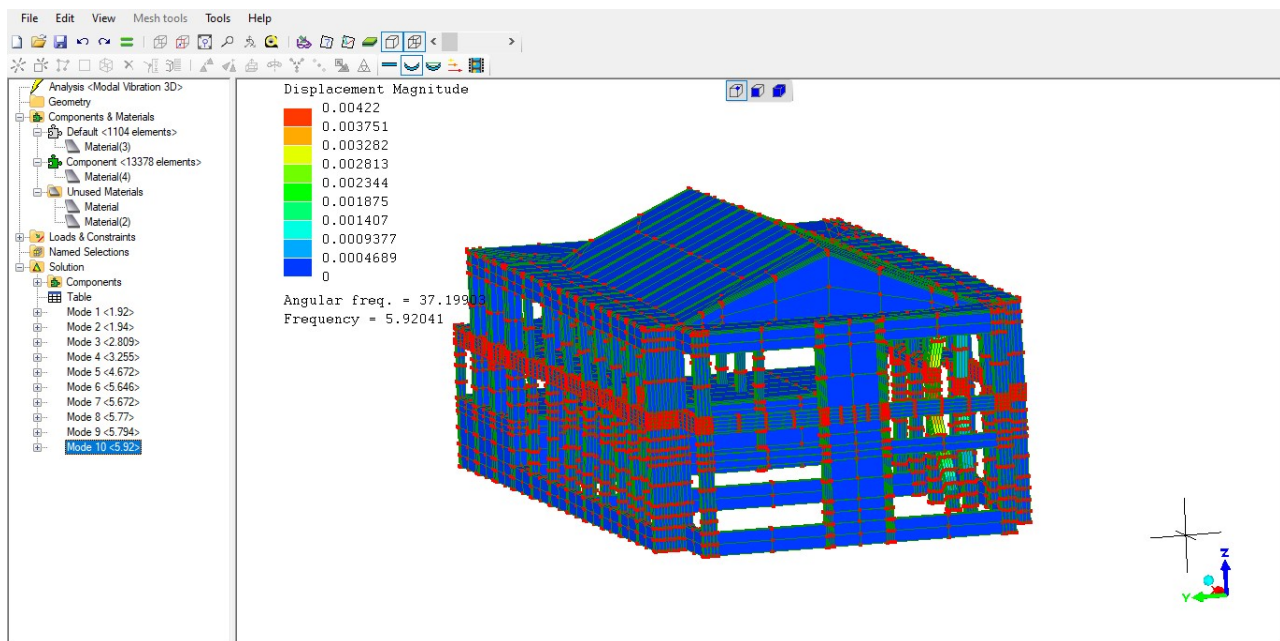 File Edit View Mesh tools Tools Help
Analysis <Modal Vibration 3D>
Geometry
Components & Materials
Default <1104 elements>
Material(3)
Component <13378 elements>
Material(4)
Unused Materials
Material
Material(2)
Loads & Constraints
Named Selections
Solution
Components
Table
Mode 1 <1.92>
Mode 2 <1.94>
Mode 3 <2.809>
Mode 4 <3.255>
Mode 5 <4.672>
Mode 6 <5.646>
Mode 7 <5.672>
Mode 8 <5.77>
Mode 9 <5.794>
Mode 10 <5.92>
Displacement Magnitude
0.00422
0.003751
0.003282
0.002813
0.002344
0.001875
0.001407
0.0009377
0.0004689
0
Angular freq. = 37.19903
Frequency = 5.92041
Z
Y